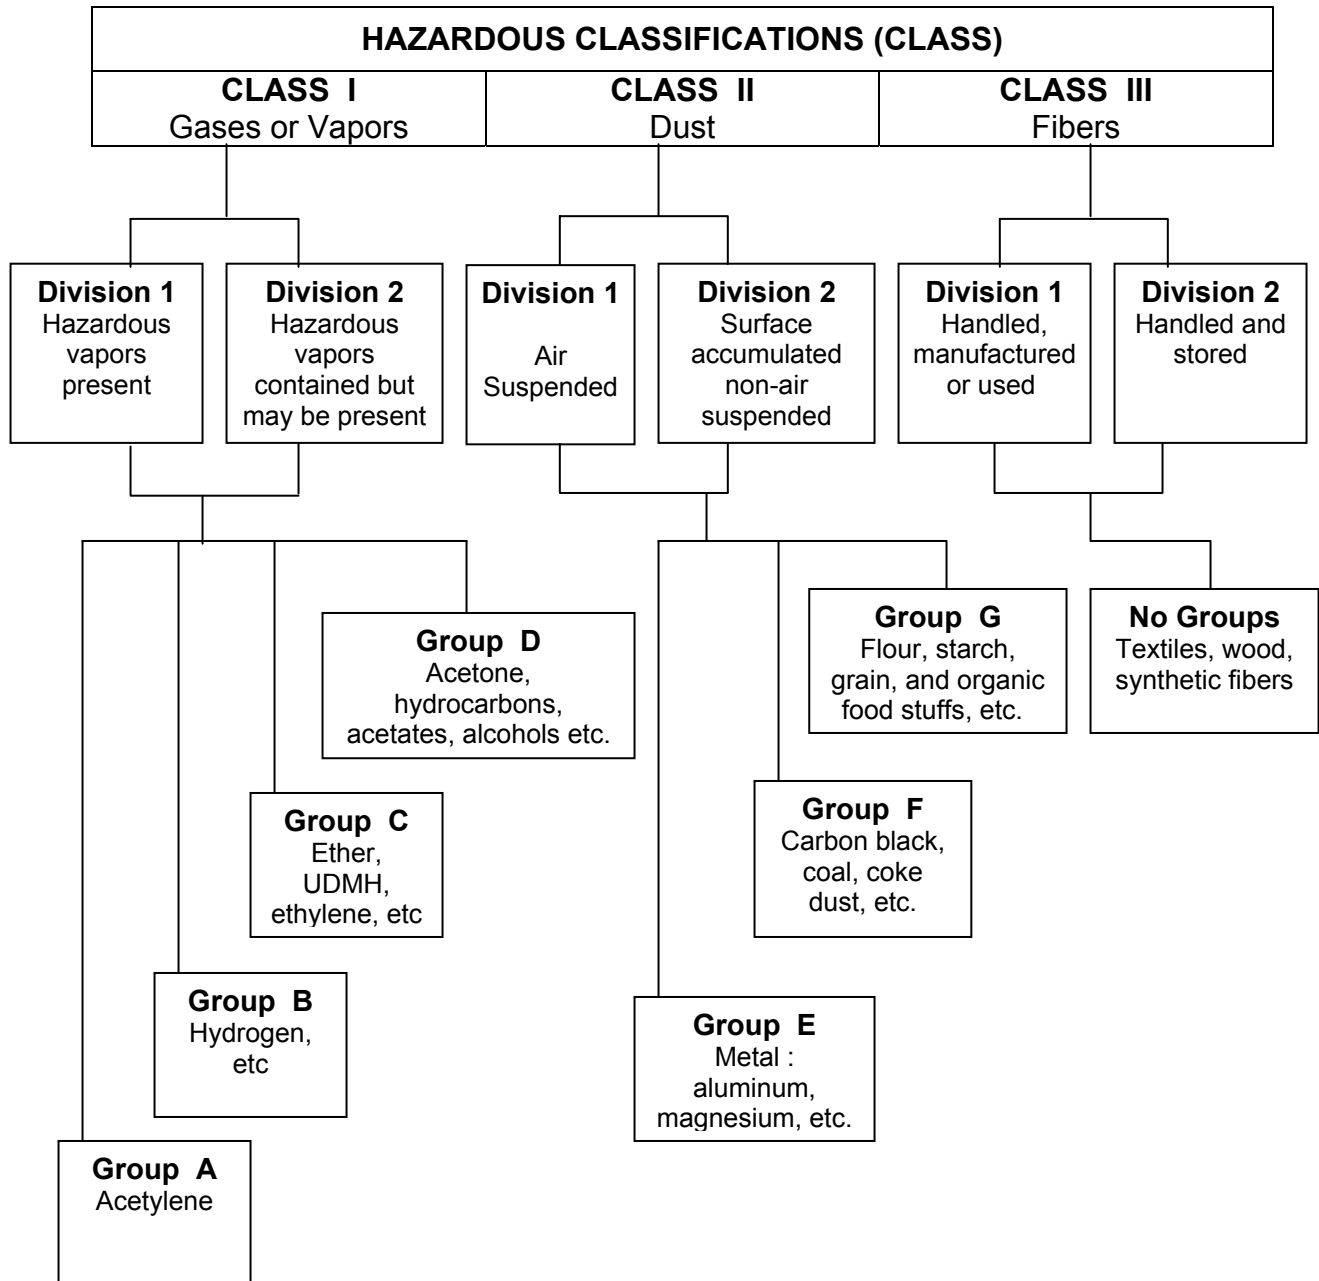 HAZARDOUS CLASSIFICATIONS (CLASS)
CLASS I
Gases or Vapors
CLASS II
Dust
CLASS III
Fibers
Division 1
Hazardous
vapors
present
Division 2
Hazardous
vapors
contained but
may be present
Division 1
Air
Suspended
Division 2
Surface
accumulated
non-air
suspended
Division 1
Handled,
manufactured
or used
Division 2
Handled and
stored
Group D
Acetone,
hydrocarbons,
acetates, alcohols etc.
Group G
Flour, starch,
grain, and organic
food stuffs, etc.
No Groups
Textiles, wood,
synthetic fibers
Group C
Ether,
UDMH,
ethylene, etc
Group F
Carbon black,
coal, coke
dust, etc.
Group B
Hydrogen,
etc
Group E
Metal :
aluminum,
magnesium, etc.
Group A
Acetylene